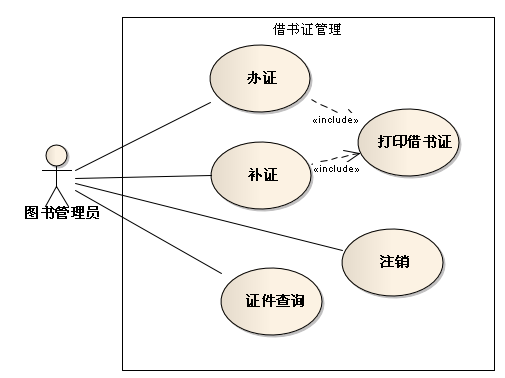 借书证管理
办证
«include»
打印借书证
补证
«include»
图书管理员
注销
证件查询